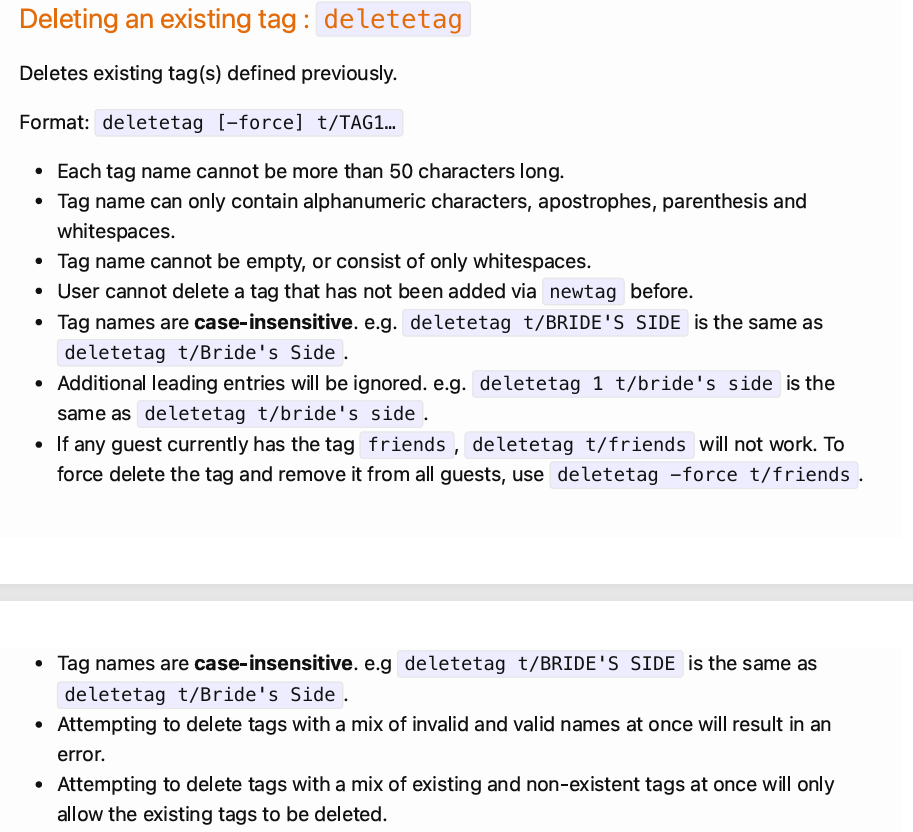 Deleting an existing tag : deletetag
Deletes existing tag(s) defined previously.
Format: deletetag [-force] t/TAG1…
• Each tag name cannot be more than 50 characters long.
• Tag name can only contain alphanumeric characters, apostrophes, parenthesis and
whitespaces.
• Tag name cannot be empty, or consist of only whitespaces.
• User cannot delete a tag that has not been added via newtag before.
• Tag names are case-insensitive. e.g. deletetag t/BRIDE'S SIDE is the same as
deletetag t/Bride's Side.
• Additional leading entries will be ignored. e.g. deletetag 1 t/bride's side is the
same as deletetag t/bride's side.
• If any guest currently has the tag friends, deletetag t/friends will not work. To
force delete the tag and remove it from all guests, use deletetag -force t/friends.
• Tag names are case-insensitive. e.g deletetag t/BRIDE'S SIDE is the same as
deletetag t/Bride's Side.
• Attempting to delete tags with a mix of invalid and valid names at once will result in an
error.
• Attempting to delete tags with a mix of existing and non-existent tags at once will only
allow the existing tags to be deleted.